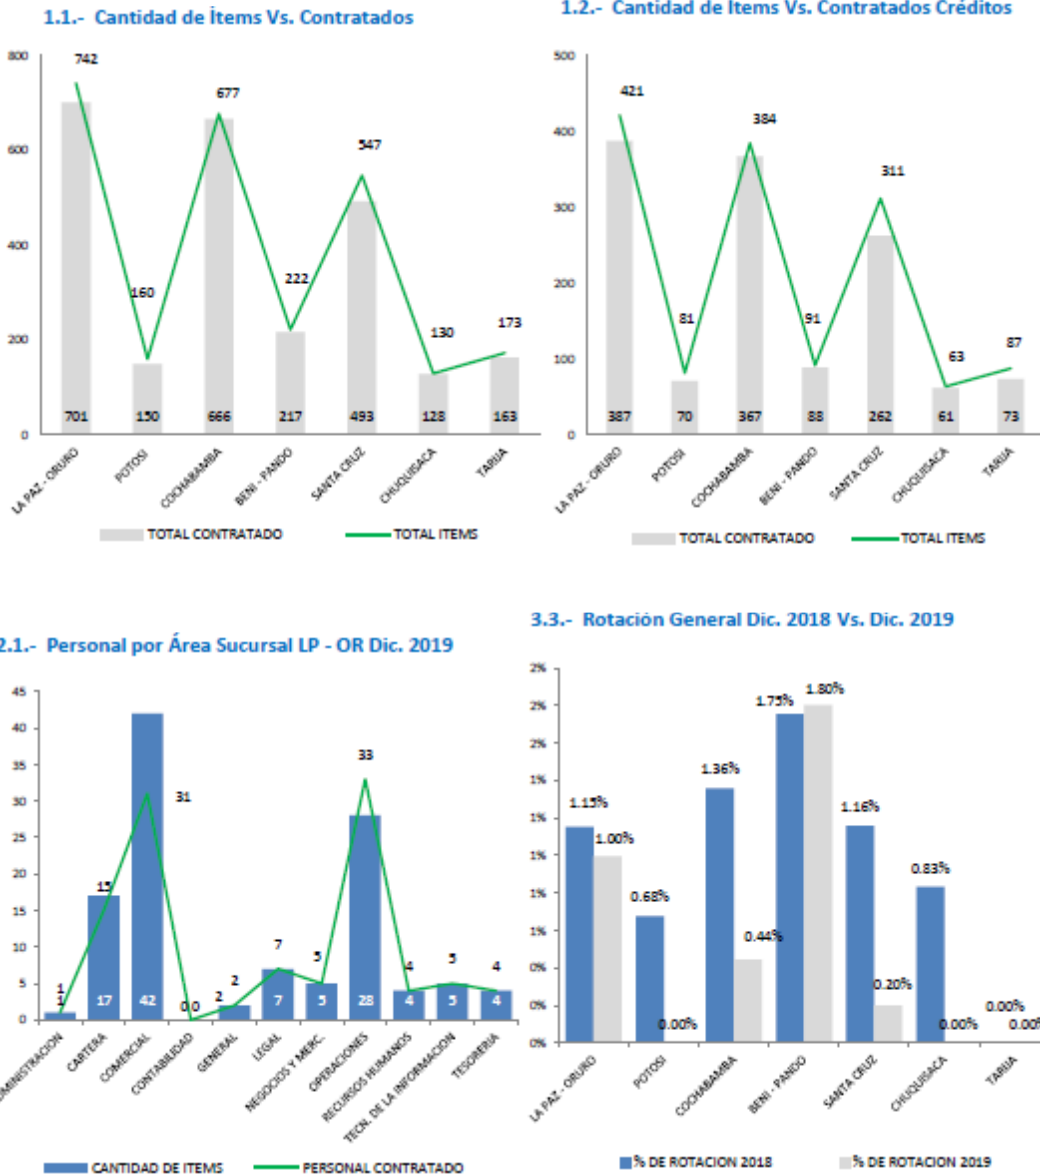 1.1.- Cantidad de Ítems Vs. Contratados
800
600
400
200
0
742
160
677
222
547
130
173
701
150
666
217
493
128
163
LA PAZ - ORURO
POTOSI
COCHABAMBA
BENI - PANDO
SANTA CRUZ
CHUQUISACA
TARIJA
TOTAL CONTRATADO
TOTAL ITEMS
1.2.- Cantidad de Ítems Vs. Contratados Créditos
500
400
300
200
100
0
421
81
384
91
311
63
87
387
70
367
88
262
61
73
LA PAZ - ORURO
POTOSI
COCHABAMBA
BENI - PANDO
SANTA CRUZ
CHUQUISACA
TARIJA
TOTAL CONTRATADO
TOTAL ITEMS
2.1.- Personal por Área Sucursal LP - OR Dic. 2019
45
40
35
30
25
20
15
10
5
0
1
15
31
0
2
7
5
33
4
5
4
1
17
42
0
2
7
5
28
4
5
4
DMINISTRACION
CARTERA
COMERCIAL
CONTABILIDAD
GENERAL
LEGAL
NEGOCIOS Y MERC.
OPERACIONES
RECURSOS HUMANOS
TECN. DE LA INFORMACION
TESORERIA
CANTIDAD DE ITEMS
PERSONAL CONTRATADO
3.3.- Rotación General Dic. 2018 Vs. Dic. 2019
2%
2%
2%
1%
1%
1%
1%
1%
0%
0%
0%
1.15%
1.00%
0.68%
0.00%
1.36%
0.44%
1.75%
1.80%
1.16%
0.20%
0.83%
0.00%
0.00%
0.00%
LA PAZ - ORURO
POTOSI
COCHABAMBA
BENI - PANDO
SANTA CRUZ
CHUQUISACA
TARIJA
% DE ROTACION 2018
% DE ROTACION 2019